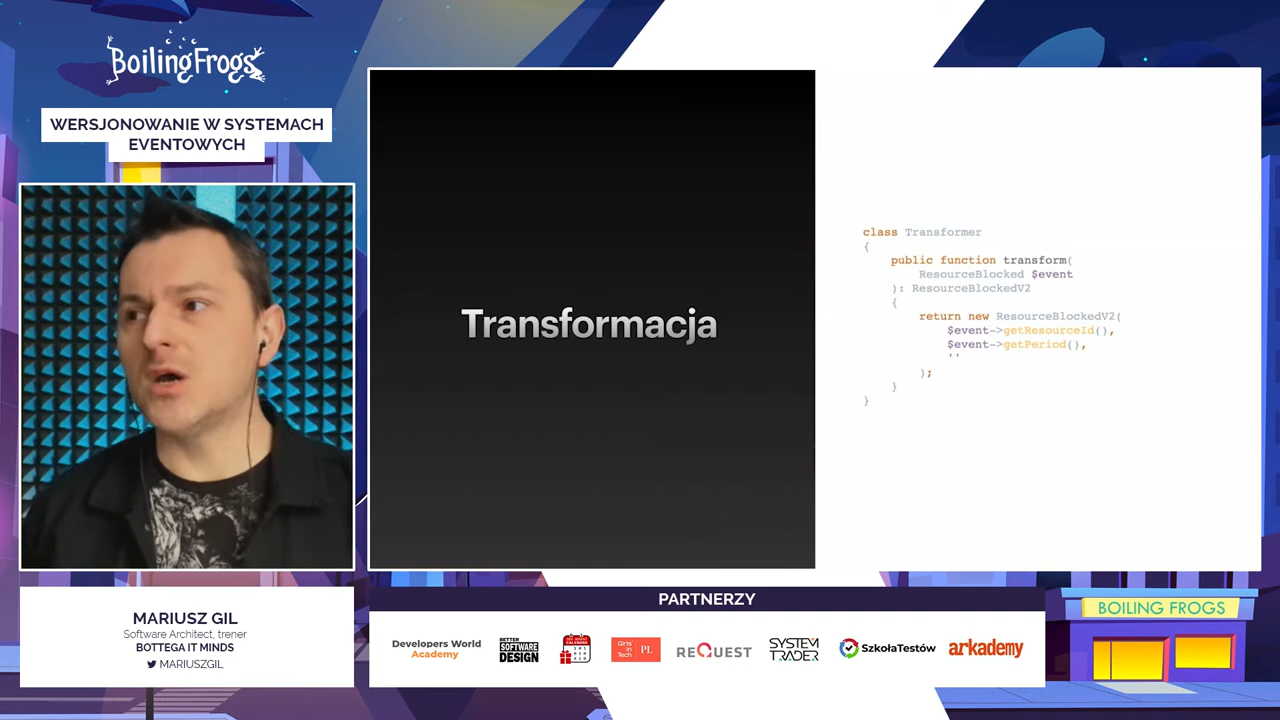 BoilingFrogs
WERSJONOWANIE W SYSTEMACH
EVENTOWYCH
Transformacja
class Transformer
{
    public function transform(
        ResourceBlocked $event
    ): ResourceBlockedV2
    {
        return new ResourceBlockedV2(
            $event->getResourceId(),
            $event->getPeriod(),
            ''
        );
    }
}
MARIUSZ GIL
Software Architect, trener
BOTTEGA IT MINDS
MARIUSZGIL
PARTNERZY
Developers World
Academy
BETTER
SOFTWARE
DESIGN
Girls
in
Tech
PL
REQUEST
SYSTEM
TRADER
SzkołaTestów
arkademy
BOILING FROGS